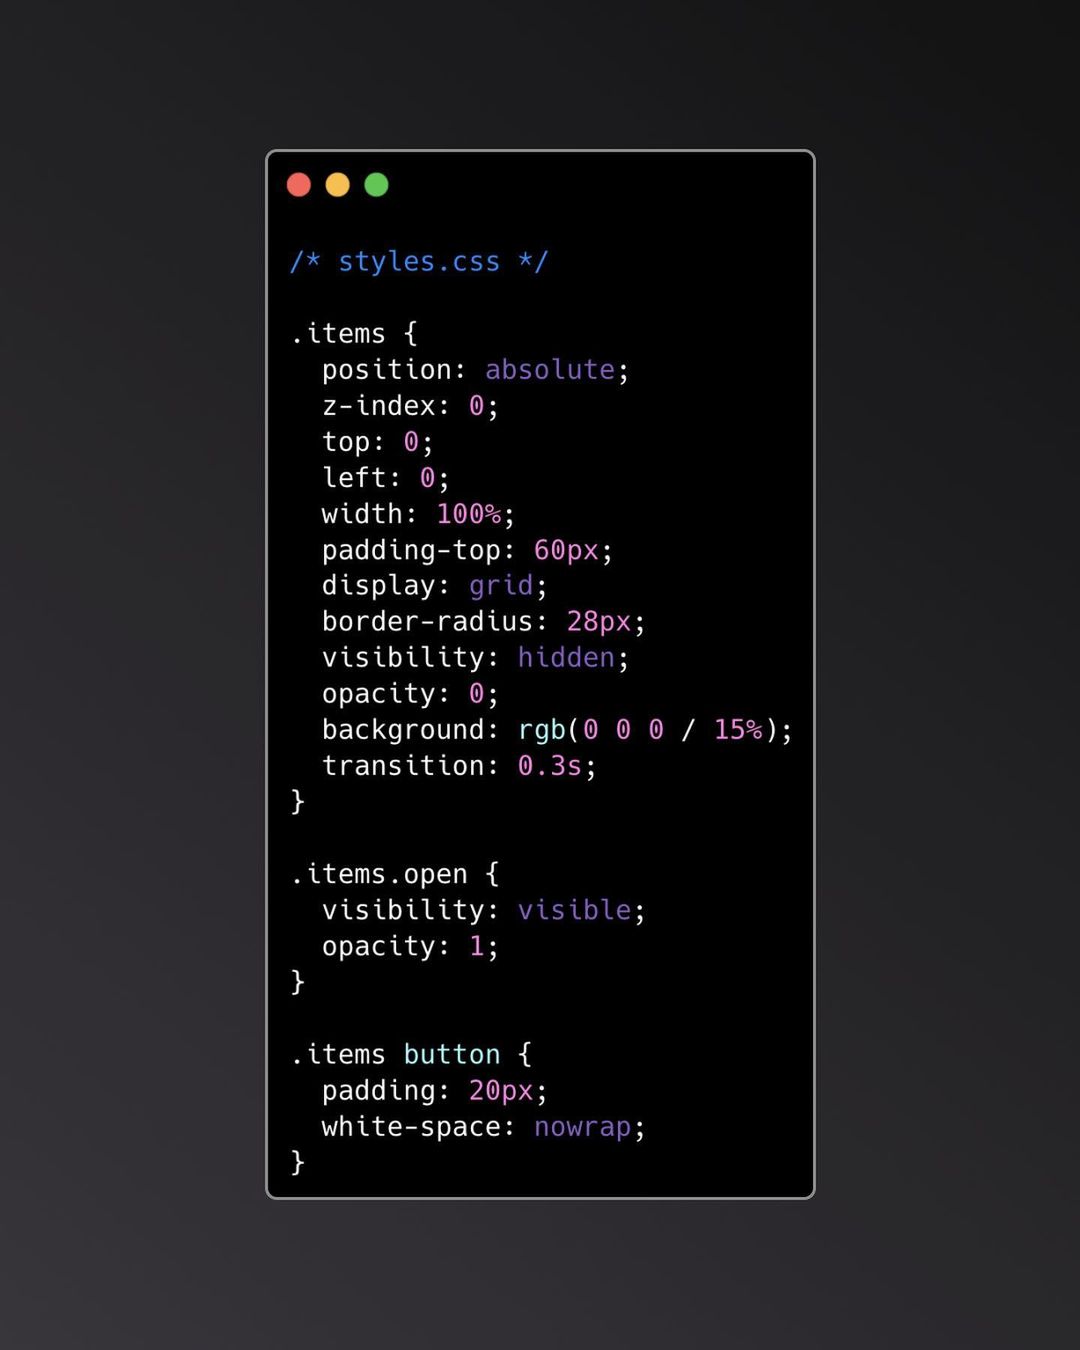 /* styles.css */
.items {
  position: absolute;
  z-index: 0;
  top: 0;
  left: 0;
  width: 100%;
  padding-top: 60px;
  display: grid;
  border-radius: 28px;
  visibility: hidden;
  opacity: 0;
  background: rgb(0 0 0 / 15%);
  transition: 0.3s;
}
.items.open {
  visibility: visible;
  opacity: 1;
}
.items button {
  padding: 20px;
  white-space: nowrap;
}